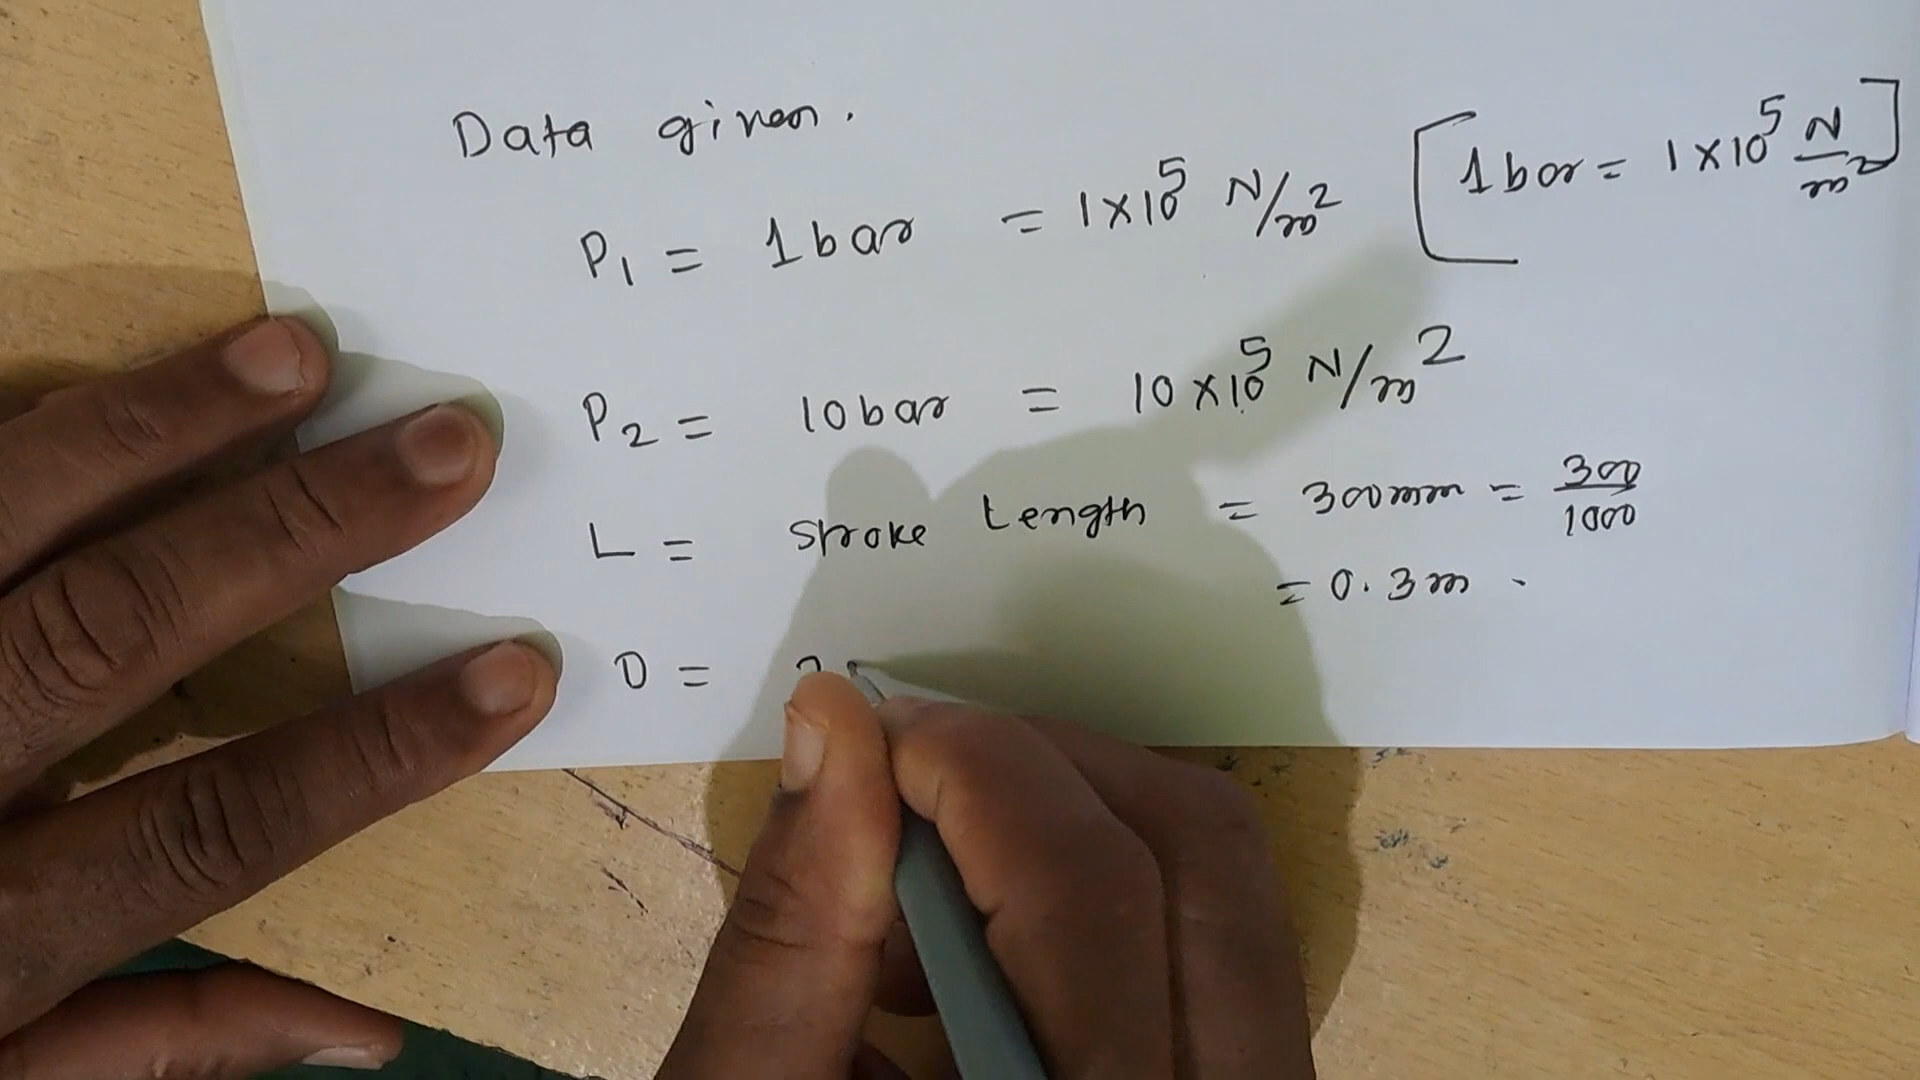 Data given.
P1 = 1 bar = 1×10⁵ N/m² [1 bar = 1×10⁵ N/m²]
P2 = 10 bar = 10×10⁵ N/m²
L = Stroke Length = 300mm = 300/1000
= 0.3m.
D =